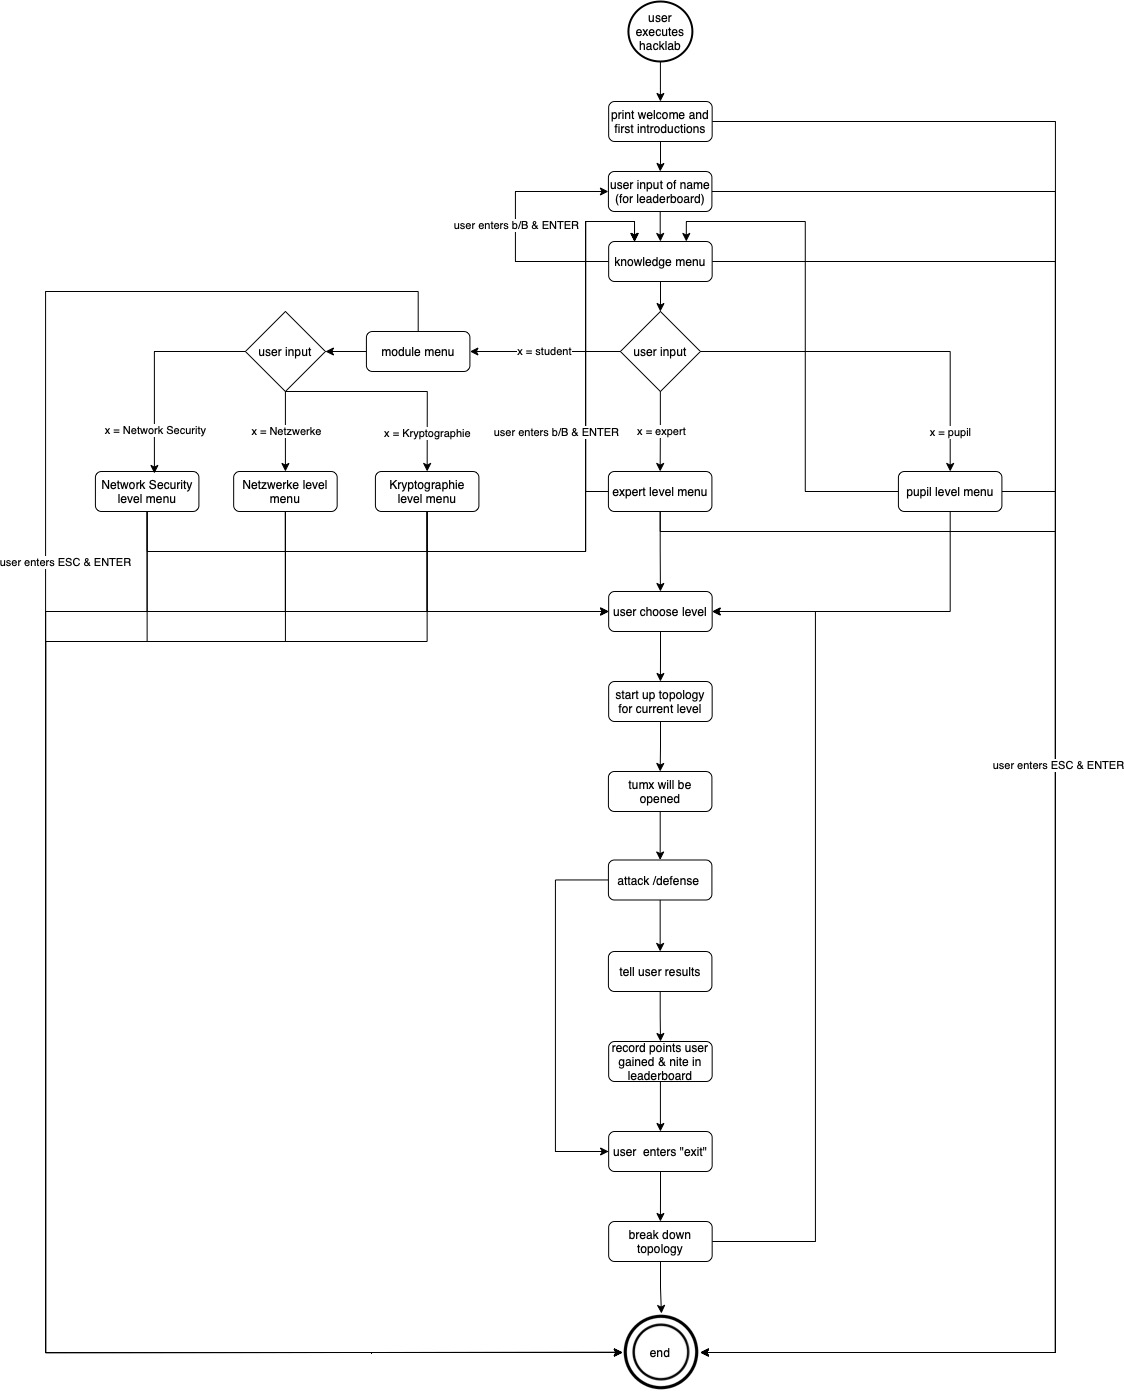 user
executes
hacklab
print welcome and
first introductions
user input of name
(for leaderboard)
user enters b/B & ENTER
knowledge menu
user input
module menu
x = student
user input
x = Network Security
x = Netzwerke
x = Kryptographie
user enters b/B & ENTER
x = expert
x = pupil
Network Security
level menu
Netzwerke level
menu
Kryptographie
level menu
expert level menu
pupil level menu
user enters ESC & ENTER
user choose level
start up topology
for current level
user enters ESC & ENTER
tumx will be
opened
attack /defense
tell user results
record points user
gained & nite in
leaderboard
user  enters "exit"
break down
topology
end